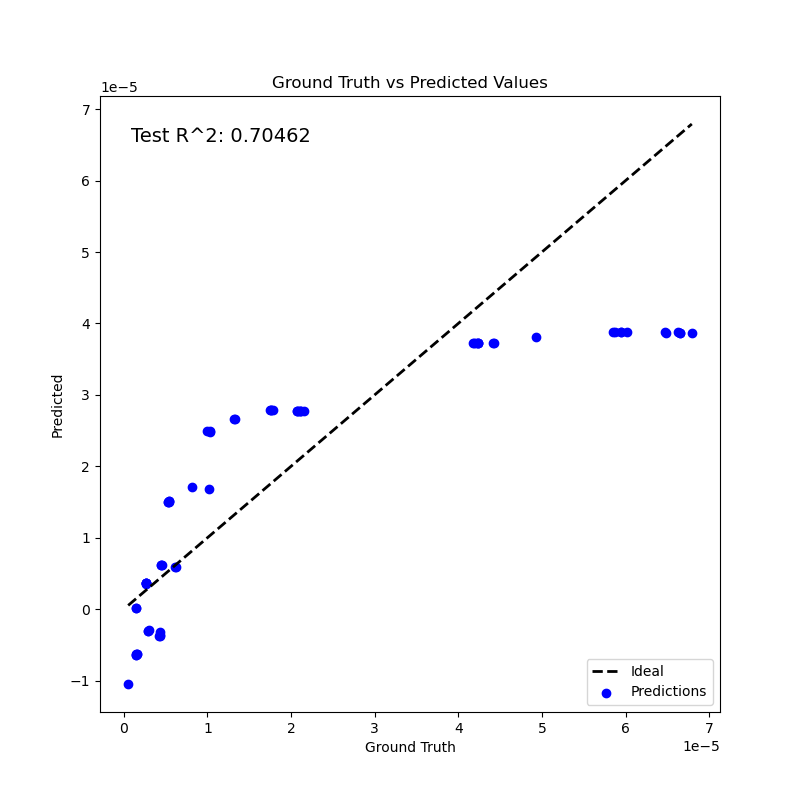 Ground Truth vs Predicted Values
1e−5
Test R^2: 0.70462
7
6
5
4
3
2
1
0
−1
Predicted
Ideal
Predictions
0 1 2 3 4 5 6 7
Ground Truth
1e−5